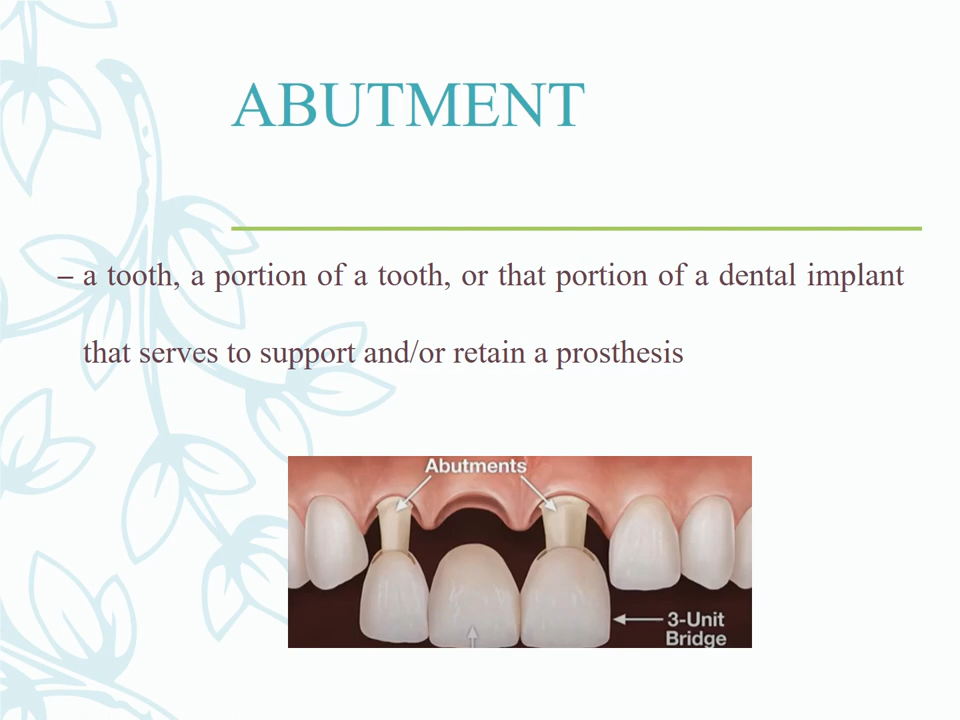 ABUTMENT
– a tooth, a portion of a tooth, or that portion of a dental implant
that serves to support and/or retain a prosthesis
Abutments
3-Unit
Bridge